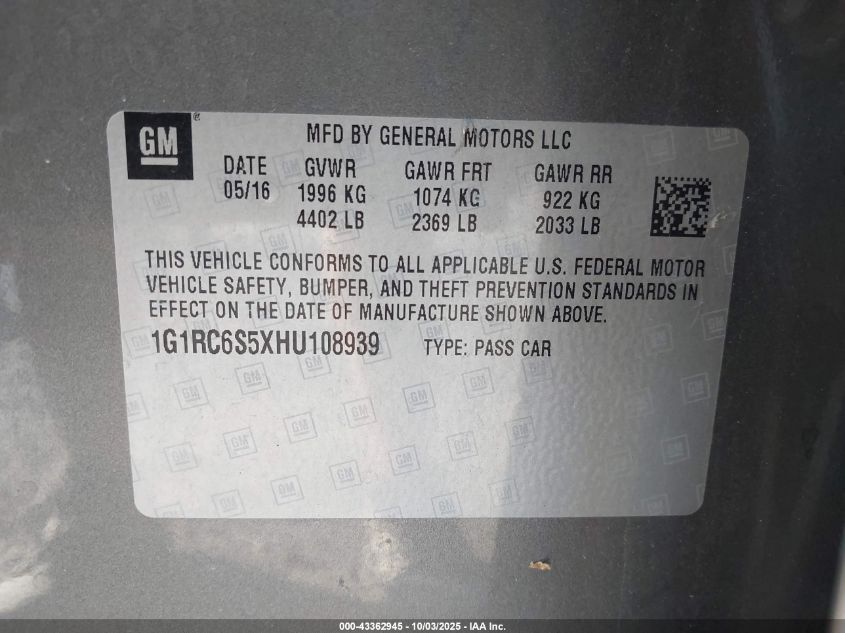 GM
®
MFD BY GENERAL MOTORS LLC
DATE GVWR GAWR FRT GAWR RR
05/16 1996 KG 1074 KG 922 KG
4402 LB 2369 LB 2033 LB
THIS VEHICLE CONFORMS TO ALL APPLICABLE U.S. FEDERAL MOTOR
VEHICLE SAFETY, BUMPER, AND THEFT PREVENTION STANDARDS IN
EFFECT ON THE DATE OF MANUFACTURE SHOWN ABOVE.
1G1RC6S5XHU108939 TYPE: PASS CAR
000-43362945 - 10/03/2025 - IAA Inc.